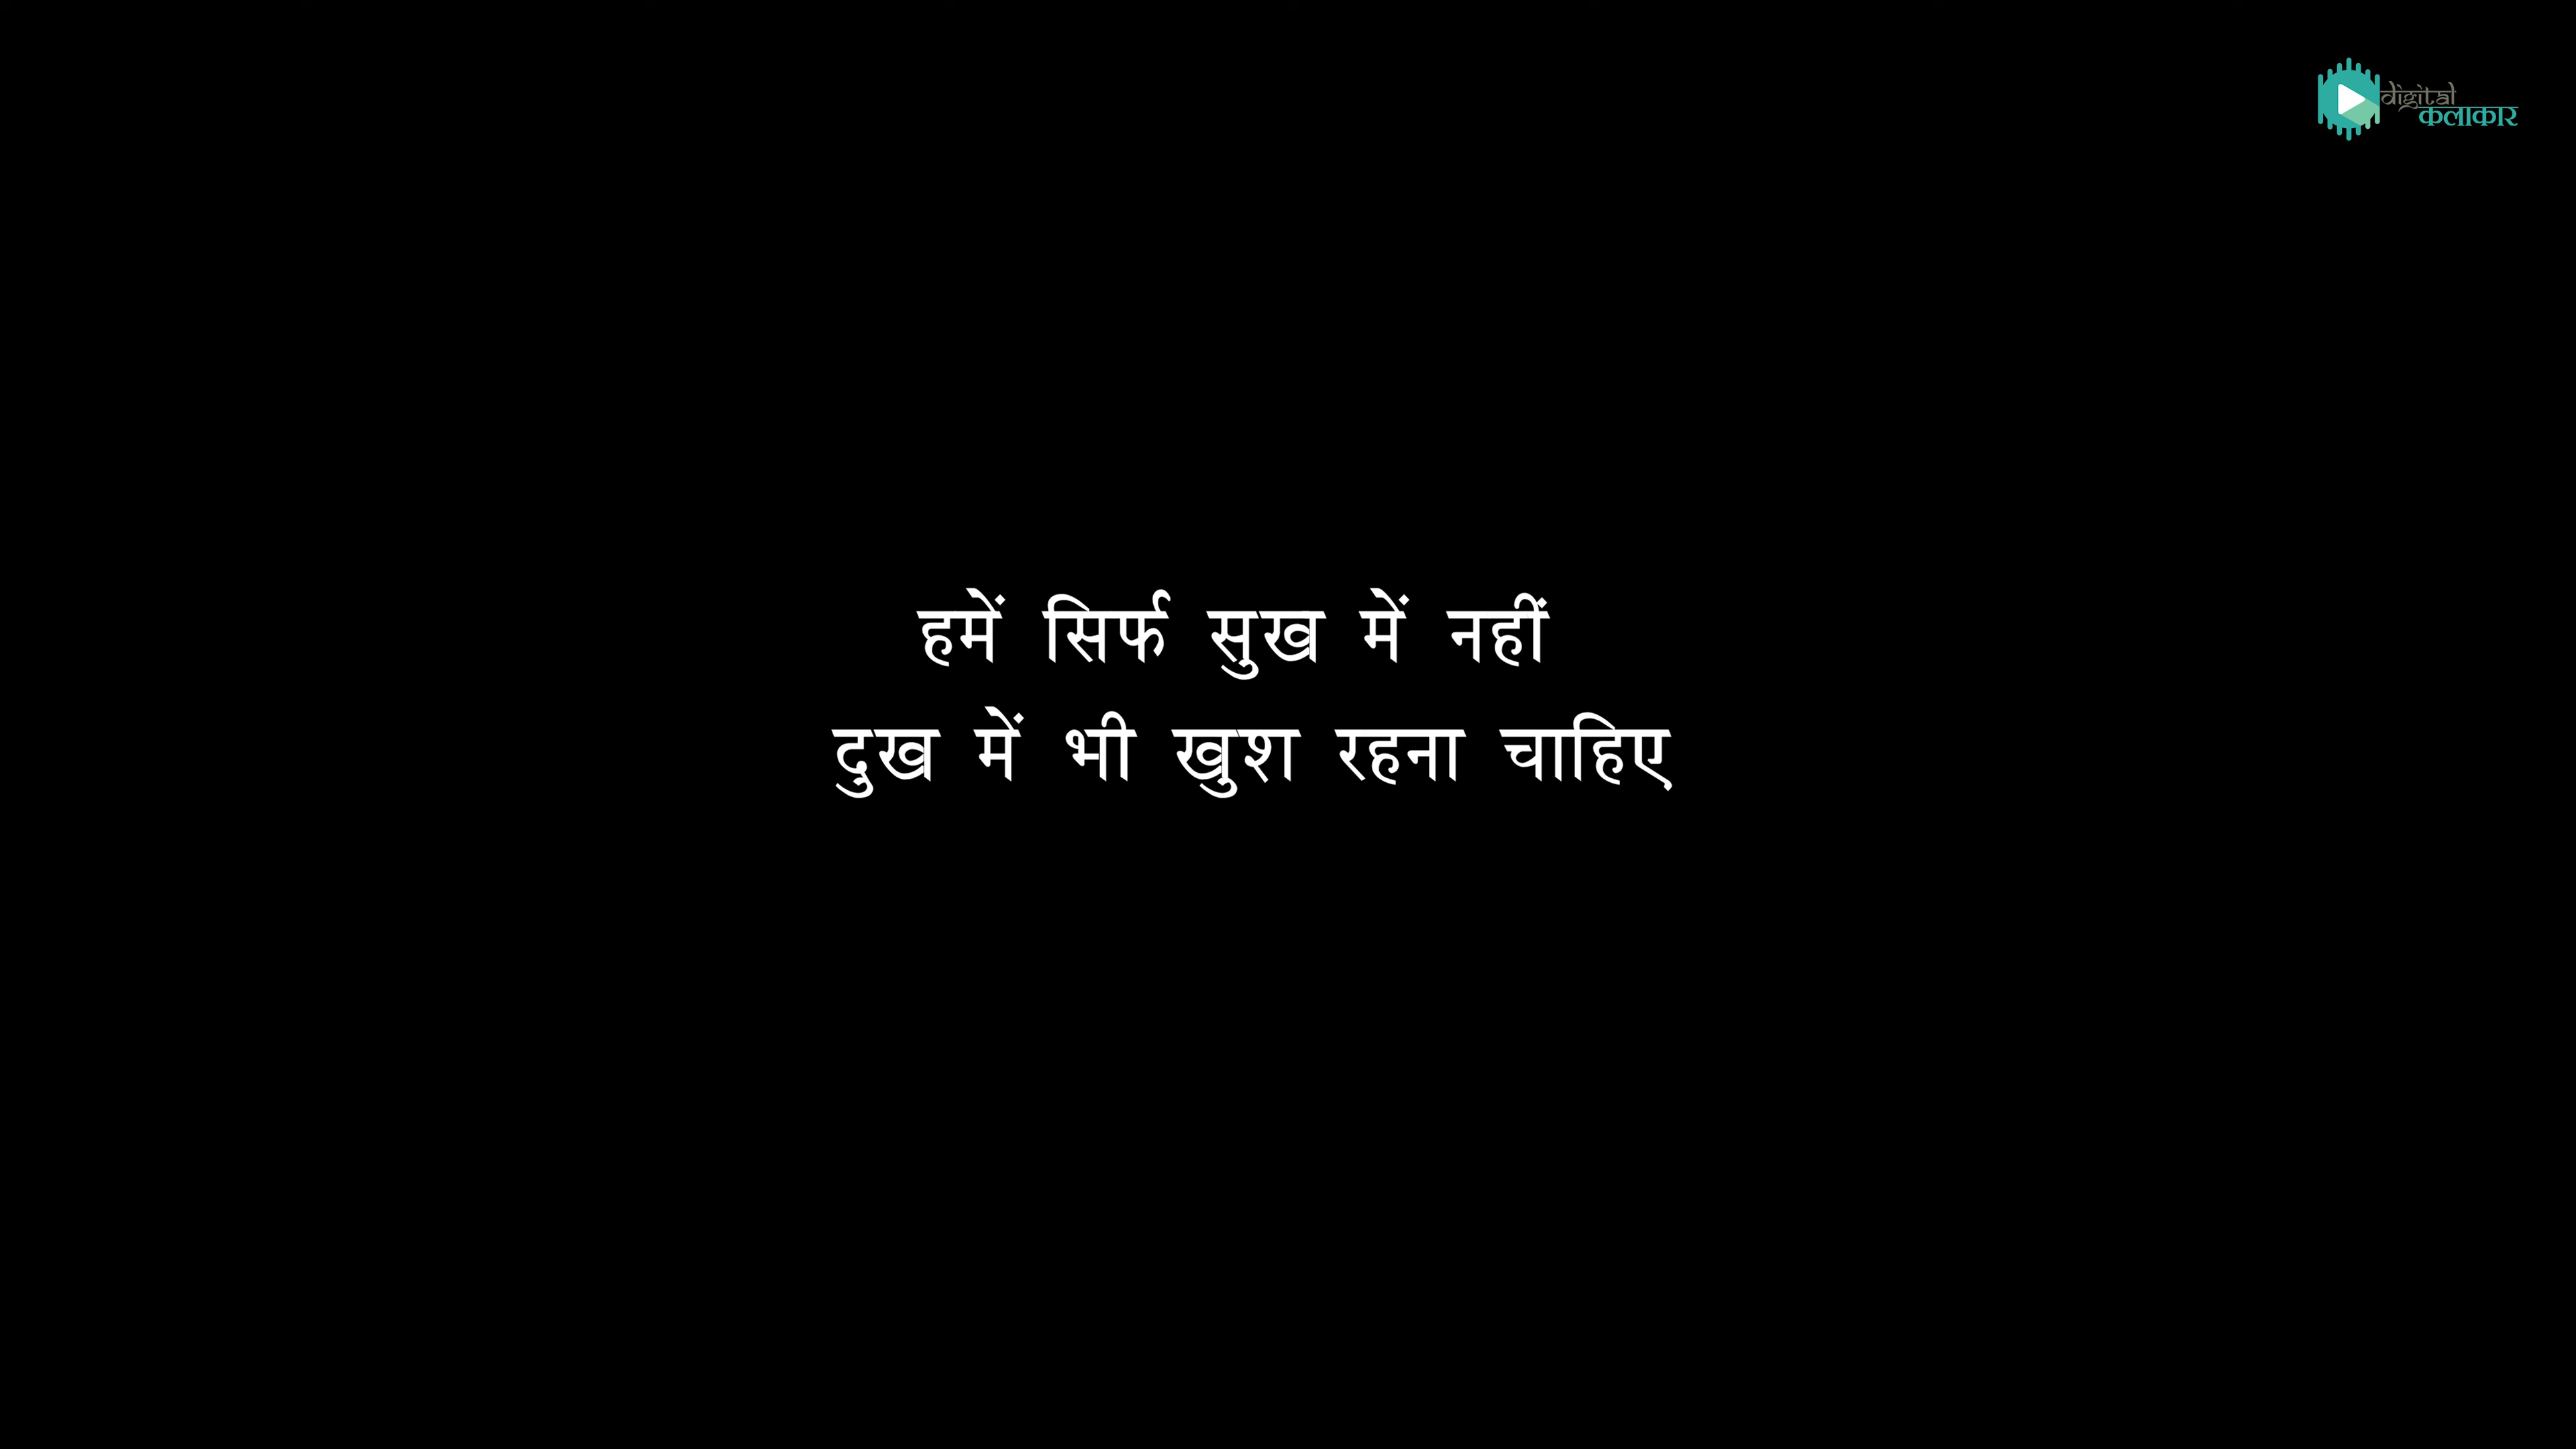 digital
कलाकार
हमें सिर्फ सुख में नहीं
दुख में भी खुश रहना चाहिए